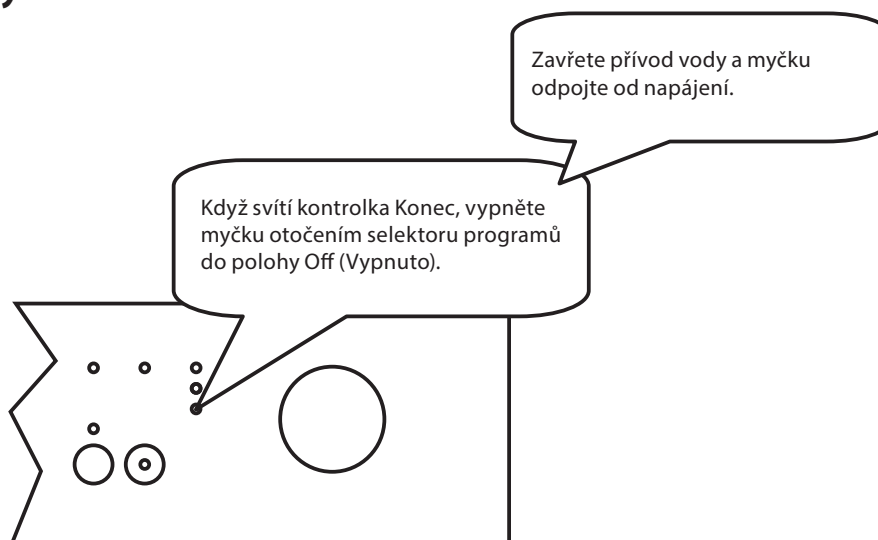 Zavřete přívod vody a myčku
odpojte od napájení.
Když svítí kontrolka Konec, vypněte
myčku otočením selektoru programů
do polohy Off (Vypnuto).